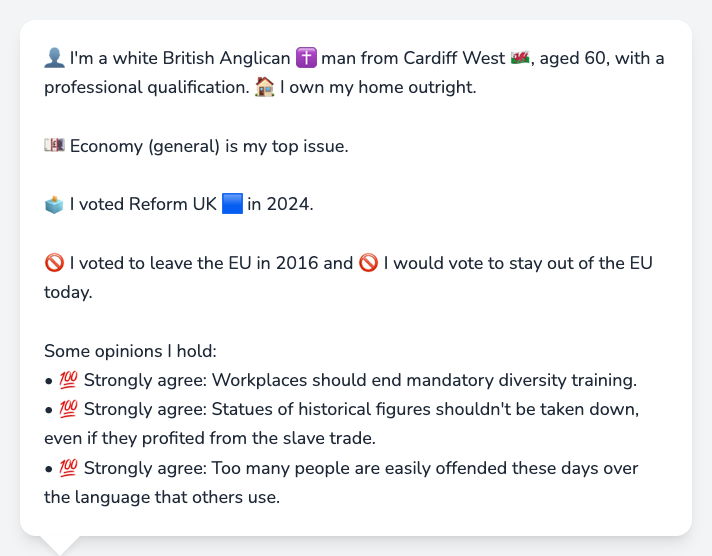 👤 I'm a white British Anglican ✝️ man from Cardiff West 🏴󠁧󠁢󠁷󠁬󠁳󠁿, aged 60, with a
professional qualification. 🏠 I own my home outright.
💷 Economy (general) is my top issue.
🗳️ I voted Reform UK 🟦 in 2024.
🚫 I voted to leave the EU in 2016 and 🚫 I would vote to stay out of the EU
today.
Some opinions I hold:
• 💯 Strongly agree: Workplaces should end mandatory diversity training.
• 💯 Strongly agree: Statues of historical figures shouldn't be taken down,
even if they profited from the slave trade.
• 💯 Strongly agree: Too many people are easily offended these days over
the language that others use.